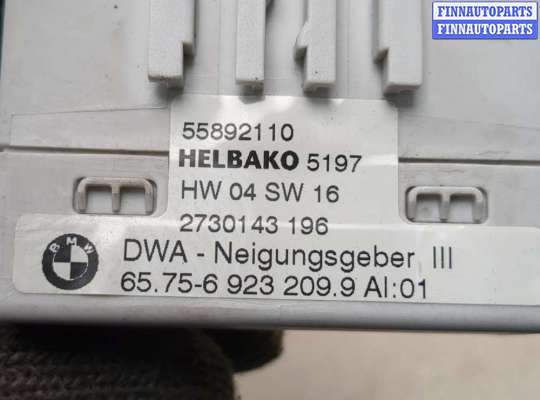 FINNAUTOPARTS
FINNAUTOPARTS
55892110
HELBAKO 5197
HW 04 SW 16
2730143 196
BMW
DWA - Neigungsgeber III
65.75-6 923 209.9 AI:01